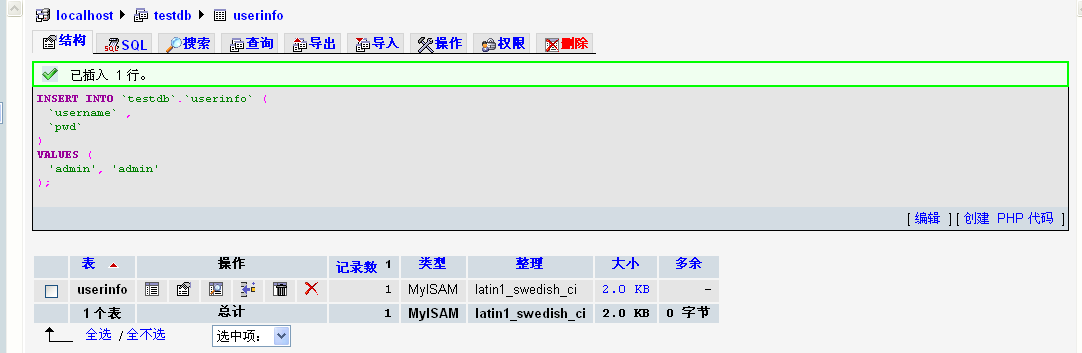 localhost ▸ testdb ▸ userinfo
结构 SQL 搜索 查询 导出 导入 操作 权限 删除
已插入 1 行。
INSERT INTO `testdb`.`userinfo` (
`username` ,
`pwd`
)
VALUES (
'admin', 'admin'
);
[ 编辑 ] [ 创建 PHP 代码 ]
表 操作 记录数 1 类型 整理 大小 多余
userinfo 1 MyISAM latin1_swedish_ci 2.0 KB -
1 个表 总计 1 MyISAM latin1_swedish_ci 2.0 KB 0 字节
全选 / 全不选 选中项：